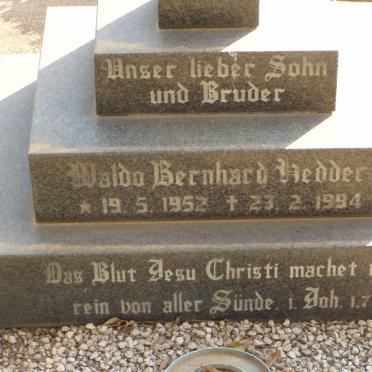 Unser lieber Sohn
und Bruder
Waldo Bernhard Hedder
* 19. 5. 1952 † 23. 2. 1994
Das Blut Jesu Christi machet
rein von aller Sünde. 1. Joh. 1.7